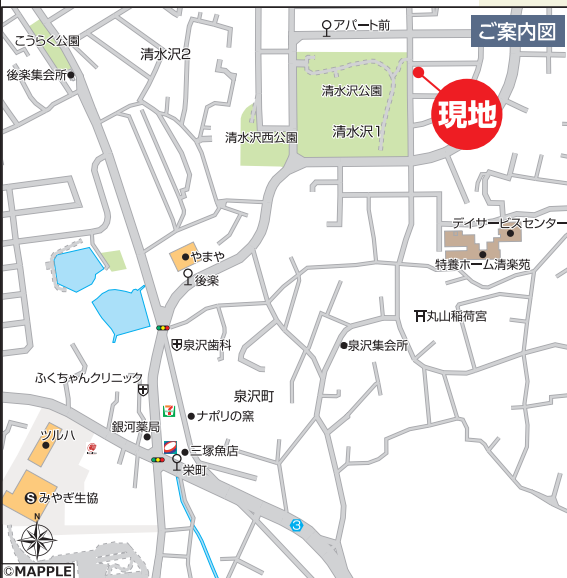 ご案内図
アパート前
こうらく公園
清水沢2
後楽集会所
清水沢公園
現地
清水沢西公園
清水沢1
デイサービスセンター
やまや
特養ホーム清楽苑
後楽
丸山稲荷宮
泉沢歯科
泉沢集会所
ふくちゃんクリニック
泉沢町
7
ナポリの窯
銀河薬局
ツルハ
三塚魚店
栄町
S みやぎ生協
3
N
©MAPPLE